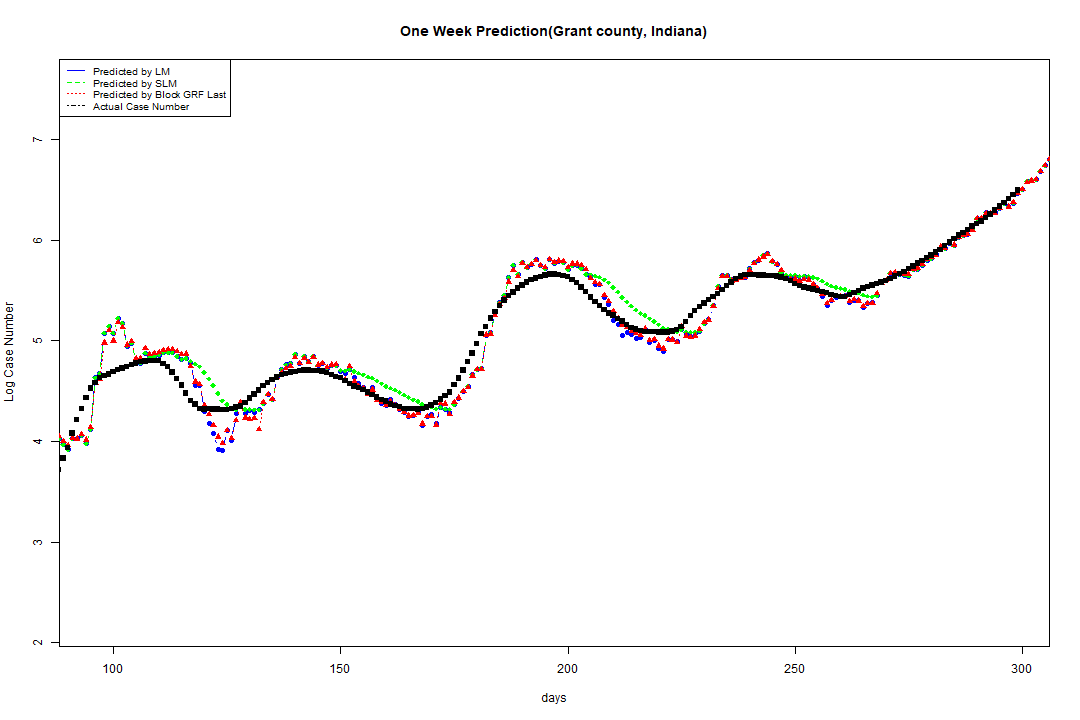 One Week Prediction(Grant county, Indiana)
Predicted by LM
Predicted by SLM
Predicted by Block GRF Last
Actual Case Number
7
6
5
4
3
2
Log Case Number
100 150 200 250 300
days